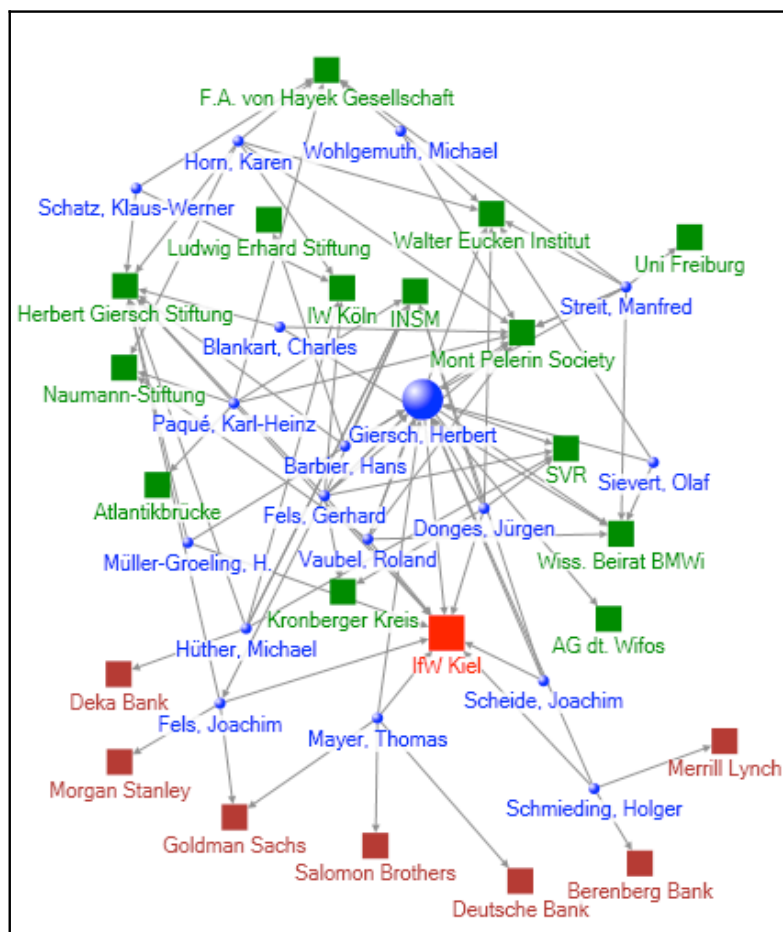 F.A. von Hayek Gesellschaft
Wohlgemuth, Michael
Horn, Karen
Schatz, Klaus-Werner
Ludwig Erhard Stiftung
Walter Eucken Institut
Uni Freiburg
Herbert Giersch Stiftung
IW Köln
INSM
Streit, Manfred
Blankart, Charles
Mont Pelerin Society
Naumann-Stiftung
Paqué, Karl-Heinz
Giersch, Herbert
Barbier, Hans
SVR
Sievert, Olaf
Atlantikbrücke
Fels, Gerhard
Donges, Jürgen
Müller-Groeling, H.
Vaubel, Roland
Wiss. Beirat BMWi
Kronberger Kreis
AG dt. Wifos
Hüther, Michael
IfW Kiel
Deka Bank
Scheide, Joachim
Fels, Joachim
Mayer, Thomas
Merrill Lynch
Morgan Stanley
Schmieding, Holger
Goldman Sachs
Salomon Brothers
Berenberg Bank
Deutsche Bank